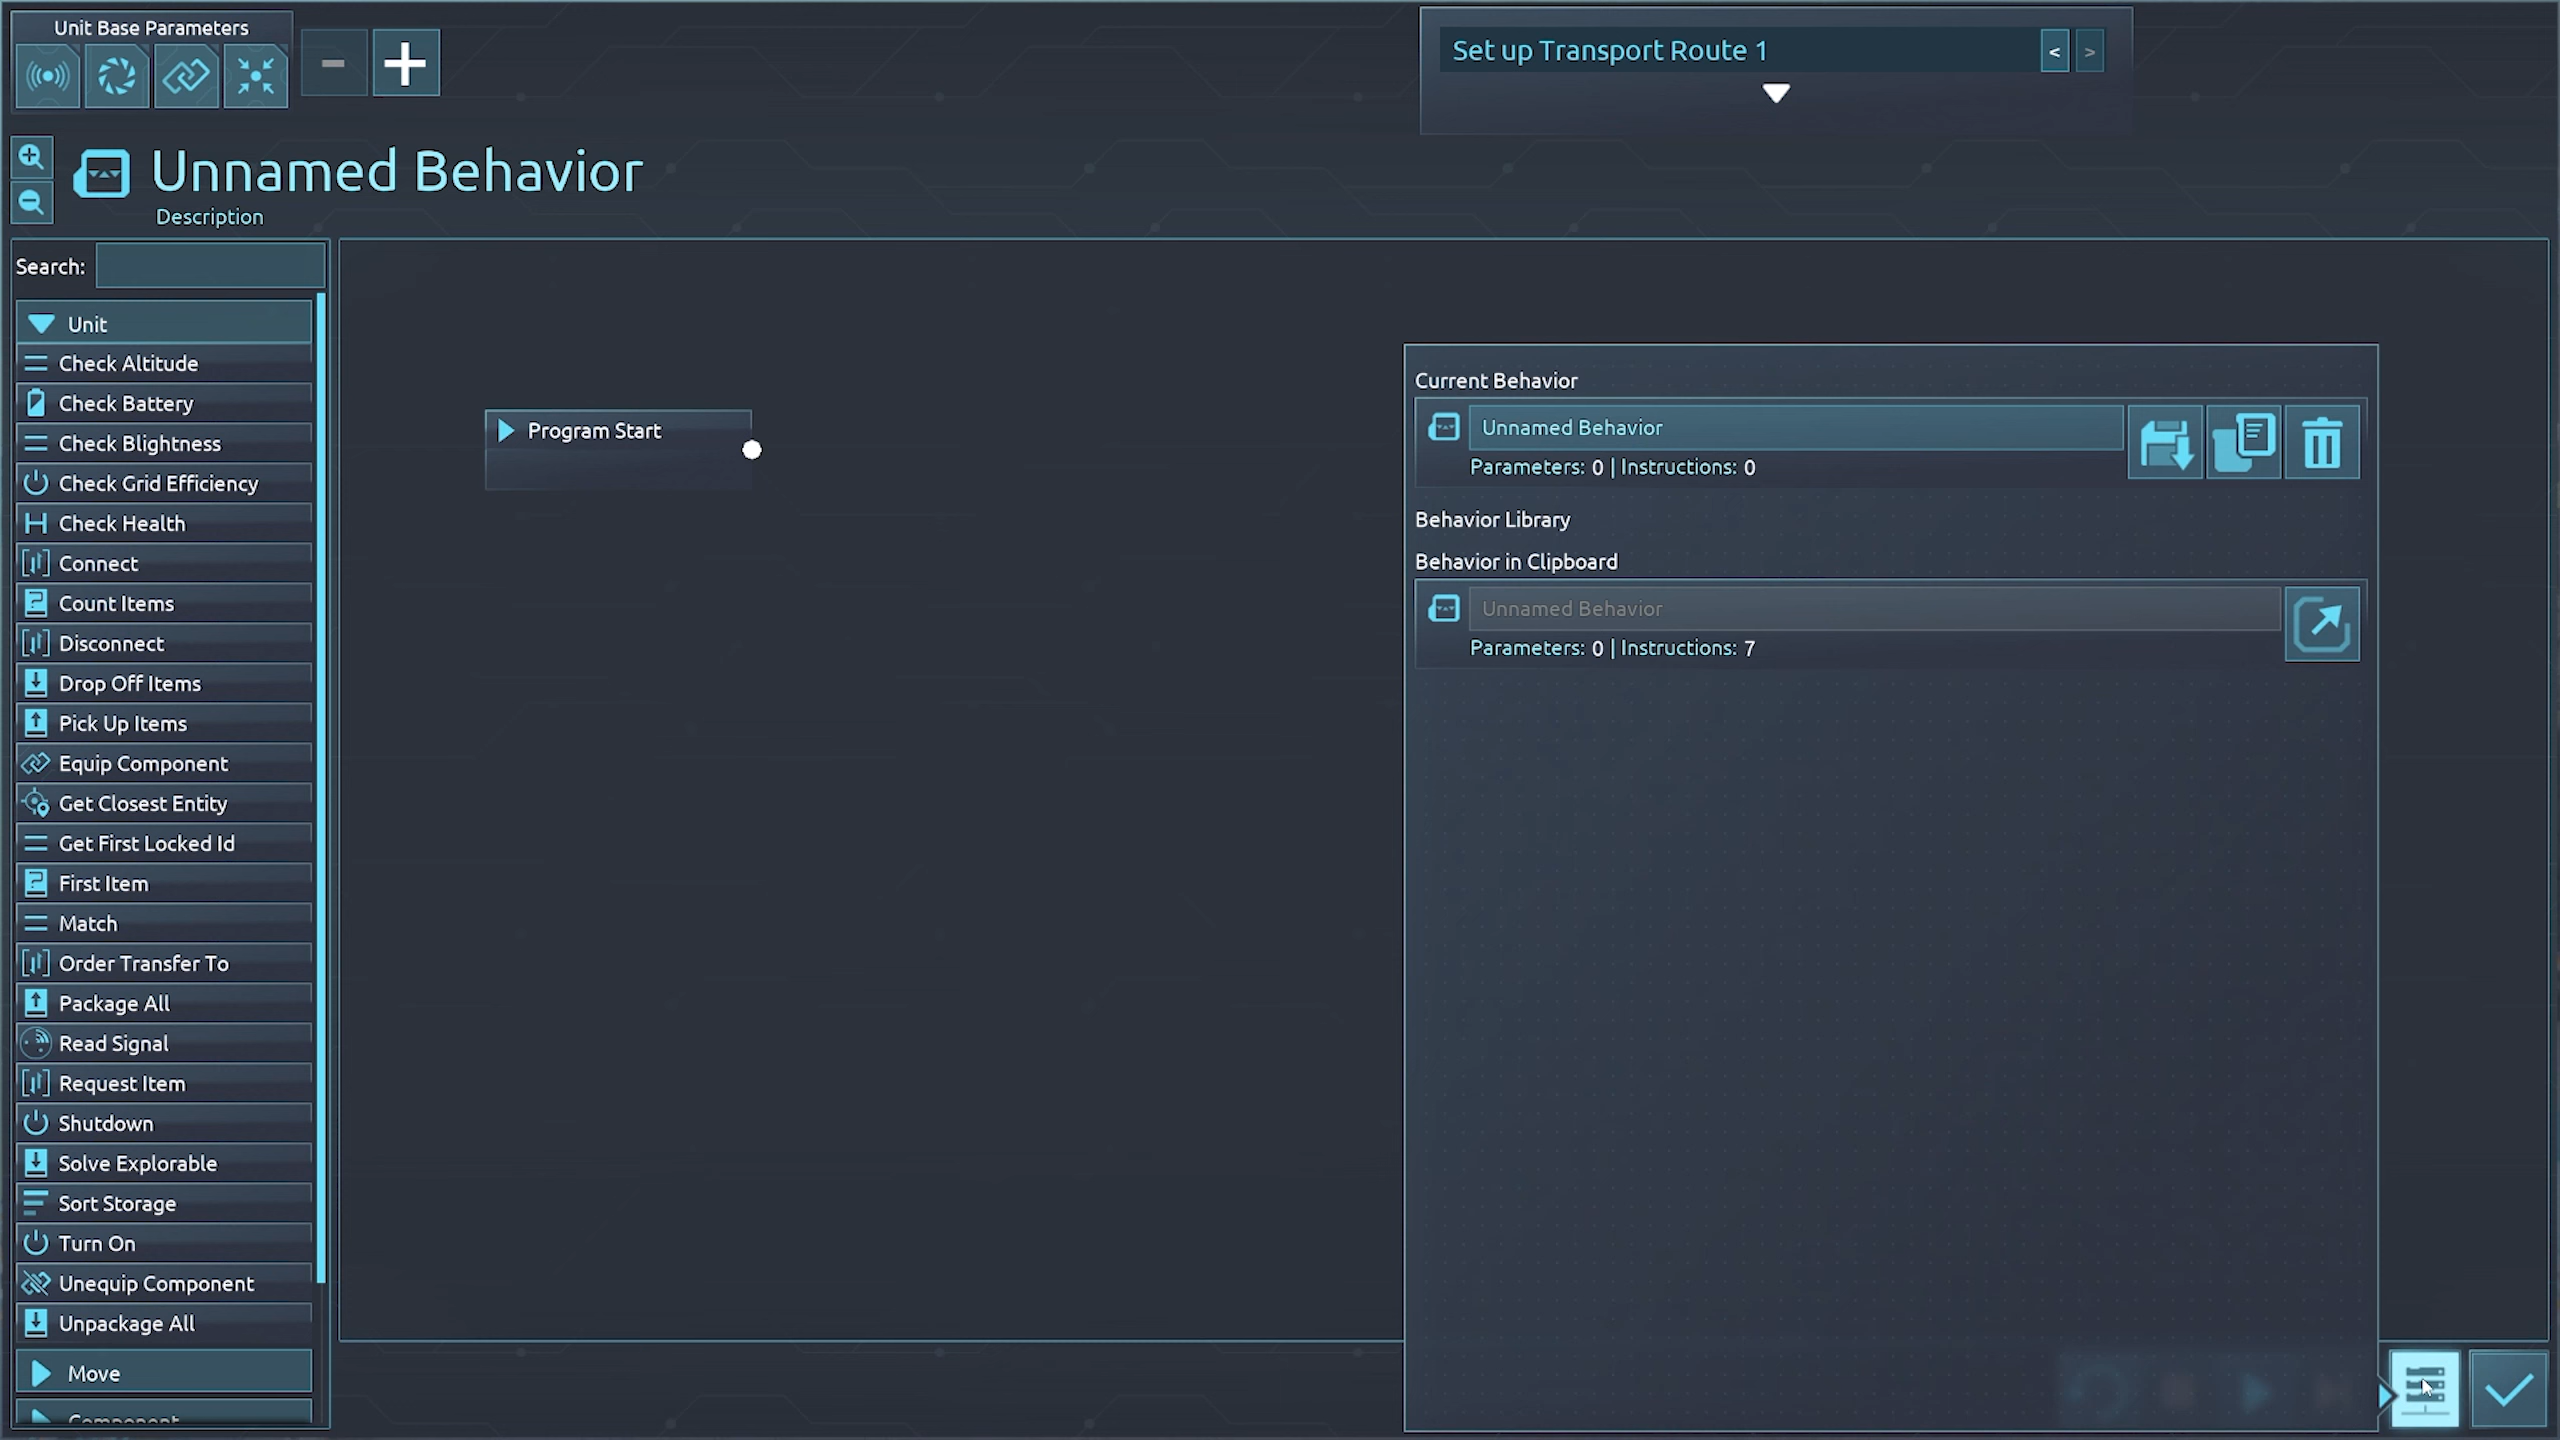 Unit Base Parameters
Set up Transport Route 1
<
>
Unnamed Behavior
Description
Search:
Unit
Check Altitude
Check Battery
Check Blightness
Check Grid Efficiency
Check Health
Connect
Count Items
Disconnect
Drop Off Items
Pick Up Items
Equip Component
Get Closest Entity
Get First Locked Id
First Item
Match
Order Transfer To
Package All
Read Signal
Request Item
Shutdown
Solve Explorable
Sort Storage
Turn On
Unequip Component
Unpackage All
Move
Component
Program Start
Current Behavior
Unnamed Behavior
Parameters: 0 | Instructions: 0
Behavior Library
Behavior in Clipboard
Unnamed Behavior
Parameters: 0 | Instructions: 7